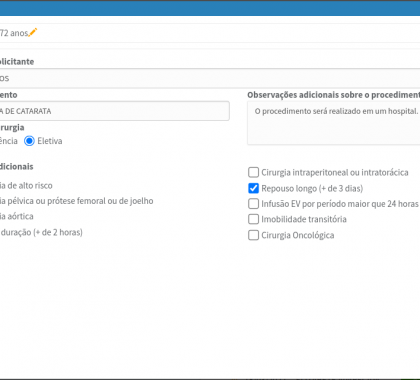 72 anos
olicitante
OS
ento
Observações adicionais sobre o procediment
A DE CATARATA
O procedimento será realizado em um hospital.
irurgia
ência
Eletiva
dicionais
Cirurgia intraperitoneal ou intratorácica
ia de alto risco
Repouso longo (+ de 3 dias)
ia pélvica ou prótese femoral ou de joelho
Infusão EV por período maior que 24 horas
ia aórtica
Imobilidade transitória
duração (+ de 2 horas)
Cirurgia Oncológica